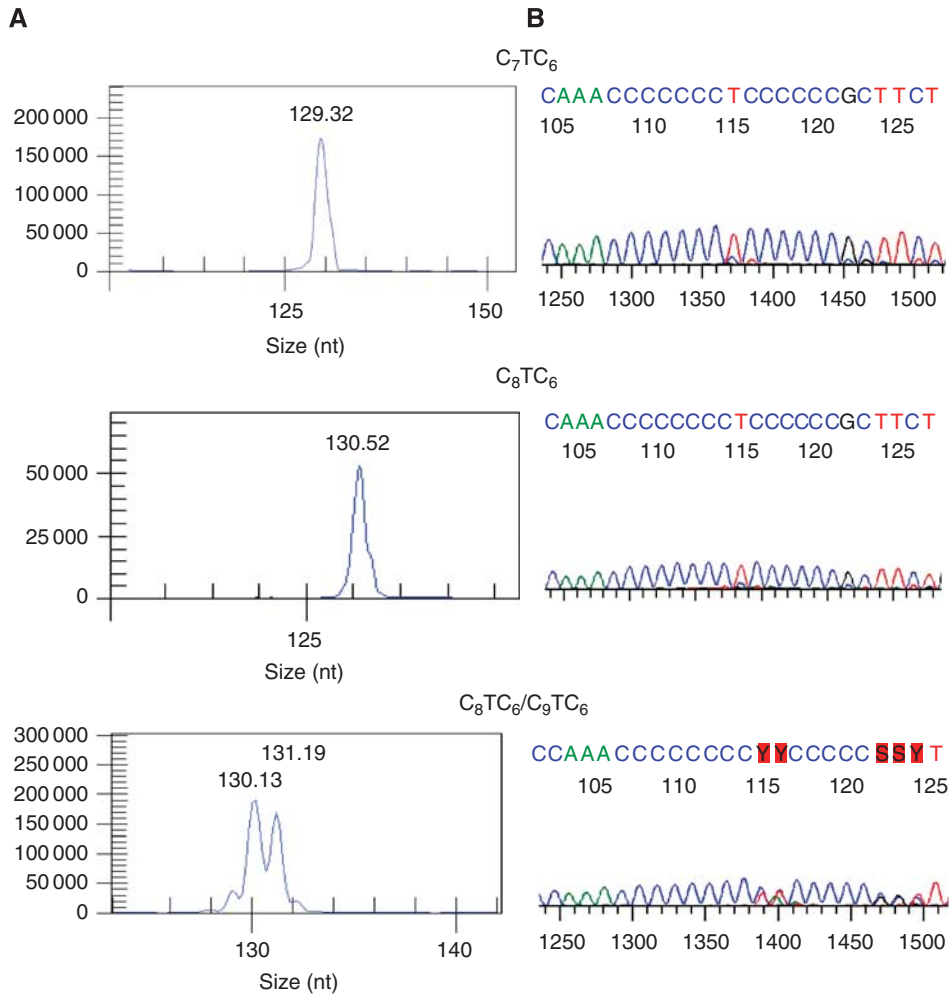 A
B
C₇TC₆
200 000
150 000
100 000
50 000
0
129.32
125
150
Size (nt)
CAAACCCCCCCTCCCCCCGCTTCT
105 110 115 120 125
1250 1300 1350 1400 1450 1500
C₈TC₆
50 000
25 000
0
130.52
125
Size (nt)
CAAACCCCCCCCTCCCCCCGCTTCT
105 110 115 120 125
C₈TC₆/C₉TC₆
300 000
250 000
200 000
150 000
100 000
50 000
0
131.19
130.13
130
140
Size (nt)
CCAAACCCCCCCCYYCCCCCSSYT
105 110 115 120 125
1250 1300 1350 1400 1450 1500